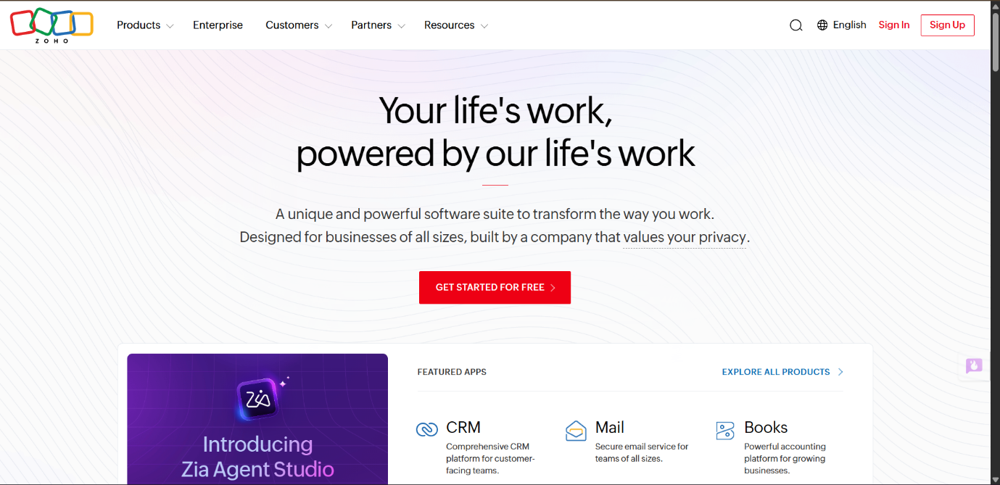 ZOHO
Products
Enterprise
Customers
Partners
Resources
English
Sign In
Sign Up
Your life's work,
powered by our life's work
A unique and powerful software suite to transform the way you work.
Designed for businesses of all sizes, built by a company that values your privacy.
GET STARTED FOR FREE
Zia
Introducing
Zia Agent Studio
FEATURED APPS
EXPLORE ALL PRODUCTS
CRM
Comprehensive CRM
platform for customer-
facing teams.
Mail
Secure email service for
teams of all sizes.
Books
Powerful accounting
platform for growing
businesses.